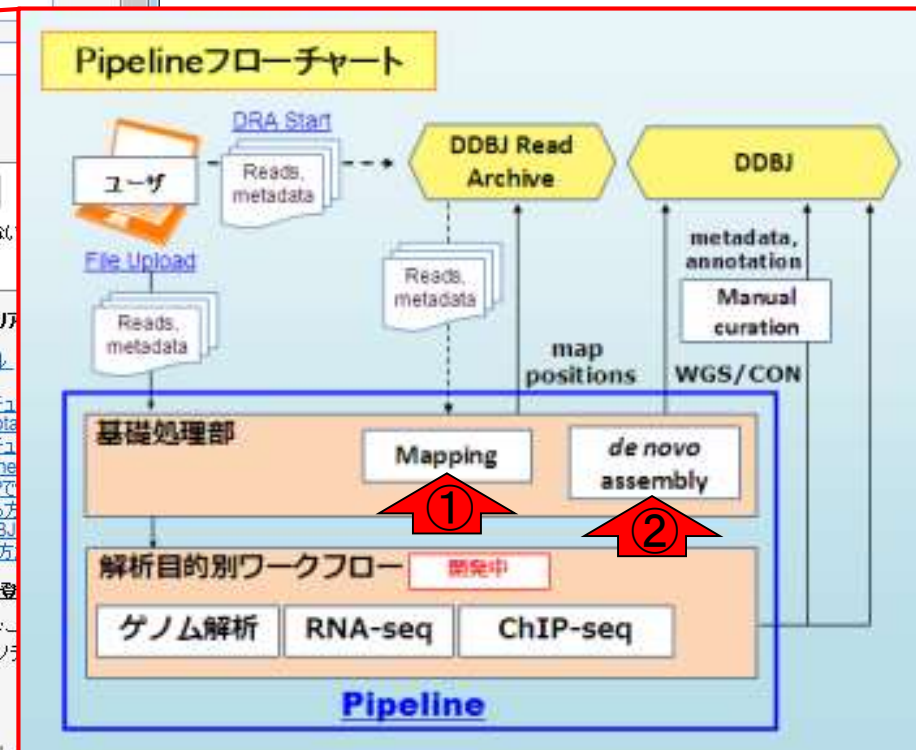 Pipelineフローチャート
DRA Start
ユーザ
Reads,
metadata
DDBJ Read
Archive
DDBJ
File Upload
Reads,
metadata
Reads,
metadata
metadata,
annotation
Manual
curation
map
positions
WGS/CON
基礎処理部
Mapping
de novo
assembly
①
②
解析目的別ワークフロー
開発中
ゲノム解析
RNA-seq
ChIP-seq
Pipeline